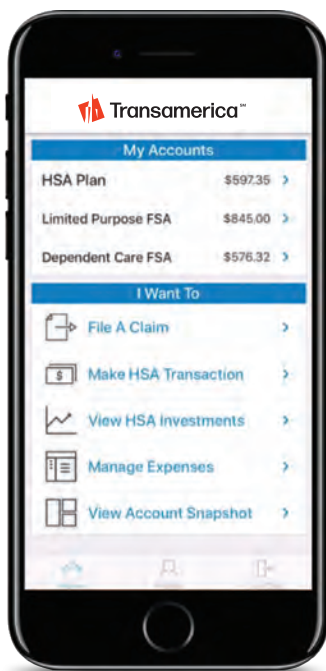 Transamerica℠
My Accounts
HSA Plan $597.35 >
Limited Purpose FSA $845.00 >
Dependent Care FSA $576.32 >
I Want To
File A Claim >
$ Make HSA Transaction >
View HSA Investments >
Manage Expenses >
View Account Snapshot >